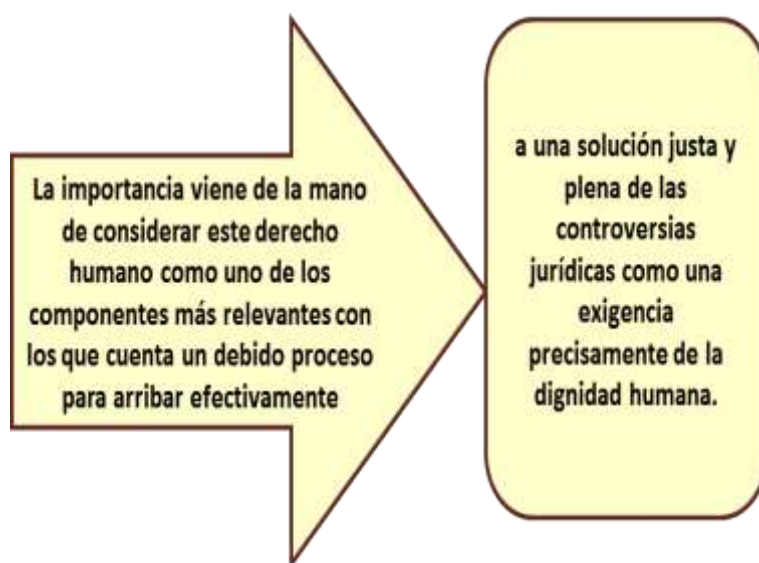 La importancia viene de la mano
de considerar este derecho
humano como uno de los
componentes más relevantes con
los que cuenta un debido proceso
para arribar efectivamente
a una solución justa y
plena de las
controversias
jurídicas como una
exigencia
precisamente de la
dignidad humana.